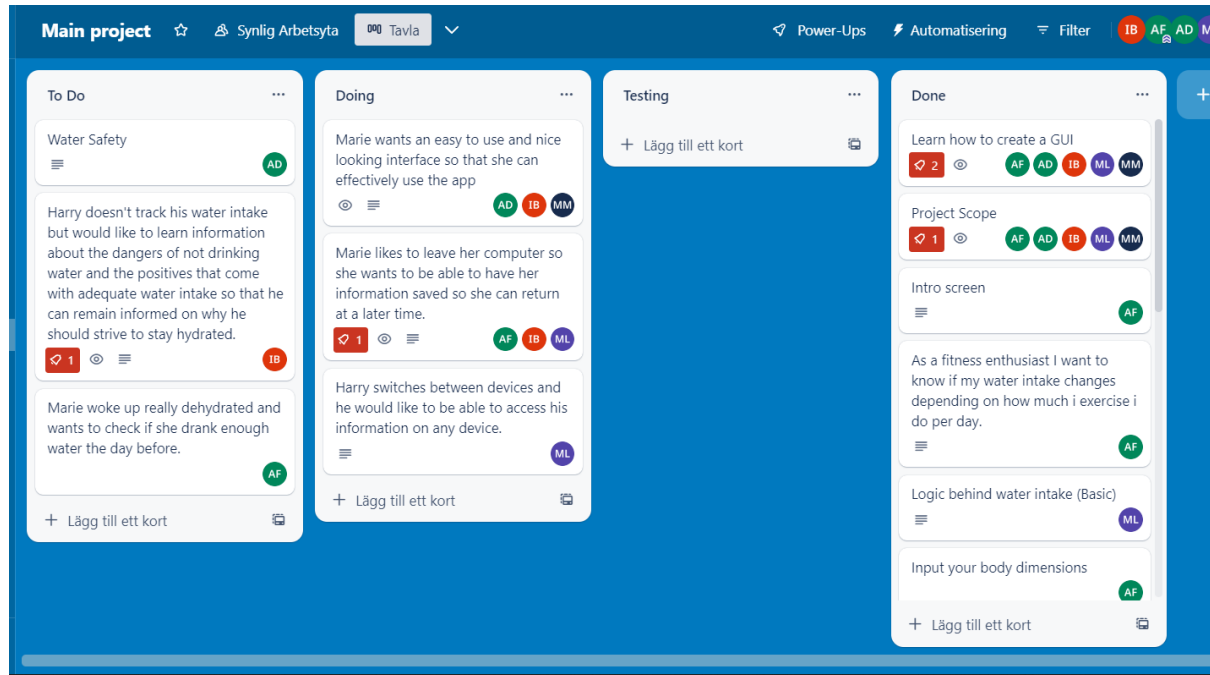 Main project
Synlig Arbetsyta
Tavla
Power-Ups
Automatisering
Filter
IB AF AD M
To Do
Water Safety
AD
Harry doesn't track his water intake
but would like to learn information
about the dangers of not drinking
water and the positives that come
with adequate water intake so that he
can remain informed on why he
should strive to stay hydrated.
1
IB
Marie woke up really dehydrated and
wants to check if she drank enough
water the day before.
AF
+ Lägg till ett kort
Doing
Marie wants an easy to use and nice
looking interface so that she can
effectively use the app
AD IB MM
Marie likes to leave her computer so
she wants to be able to have her
information saved so she can return
at a later time.
1
AF IB ML
Harry switches between devices and
he would like to be able to access his
information on any device.
ML
+ Lägg till ett kort
Testing
+ Lägg till ett kort
Done
Learn how to create a GUI
2
AF AD IB ML MM
Project Scope
1
AF AD IB ML MM
Intro screen
AF
As a fitness enthusiast I want to
know if my water intake changes
depending on how much i exercise i
do per day.
AF
Logic behind water intake (Basic)
ML
Input your body dimensions
AF
+ Lägg till ett kort
+